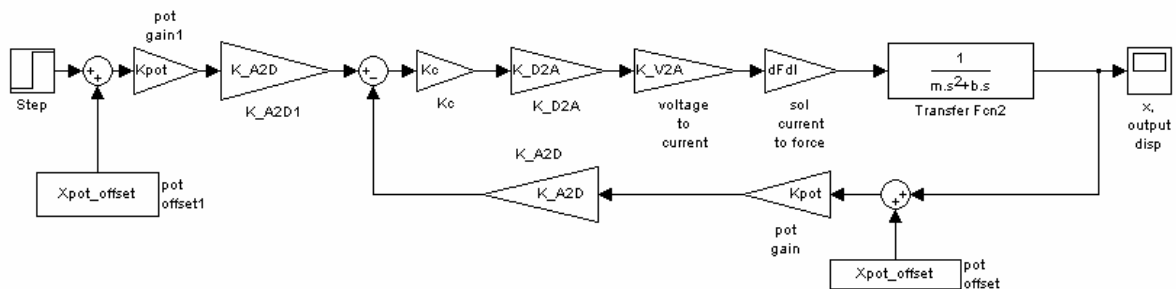 pot
gain1
Step
+
+
Kpot
K_A2D
K_A2D1
+
−
Kc
Kc
K_D2A
K_D2A
K_V2A
voltage
to
current
dFdI
sol
current
to force
1
m.s²+b.s
Transfer Fcn2
x,
output
disp
Xpot_offset
pot
offset1
K_A2D
K_A2D
Kpot
pot
gain
+
+
Xpot_offset
pot
offset